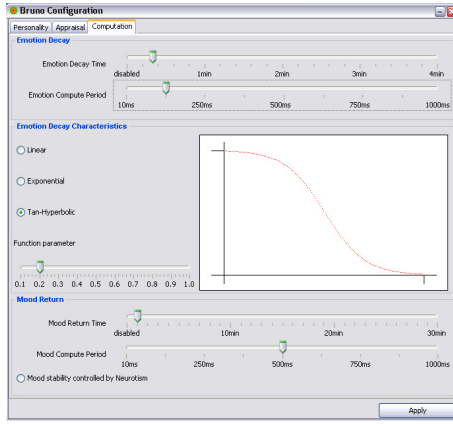 Bruno Configuration
Personality Appraisal Computation
Emotion Decay
Emotion Decay Time
disabled 1min 2min 3min 4min
Emotion Compute Period
10ms 250ms 500ms 750ms 1000ms
Emotion Decay Characteristics
Linear
Exponential
Tan-Hyperbolic
Function parameter
0.1 0.2 0.3 0.4 0.5 0.6 0.7 0.8 0.9 1.0
Mood Return
Mood Return Time
disabled 10min 20min 30min
Mood Compute Period
10ms 250ms 500ms 750ms 1000ms
Mood stability controlled by Neurotism
Apply